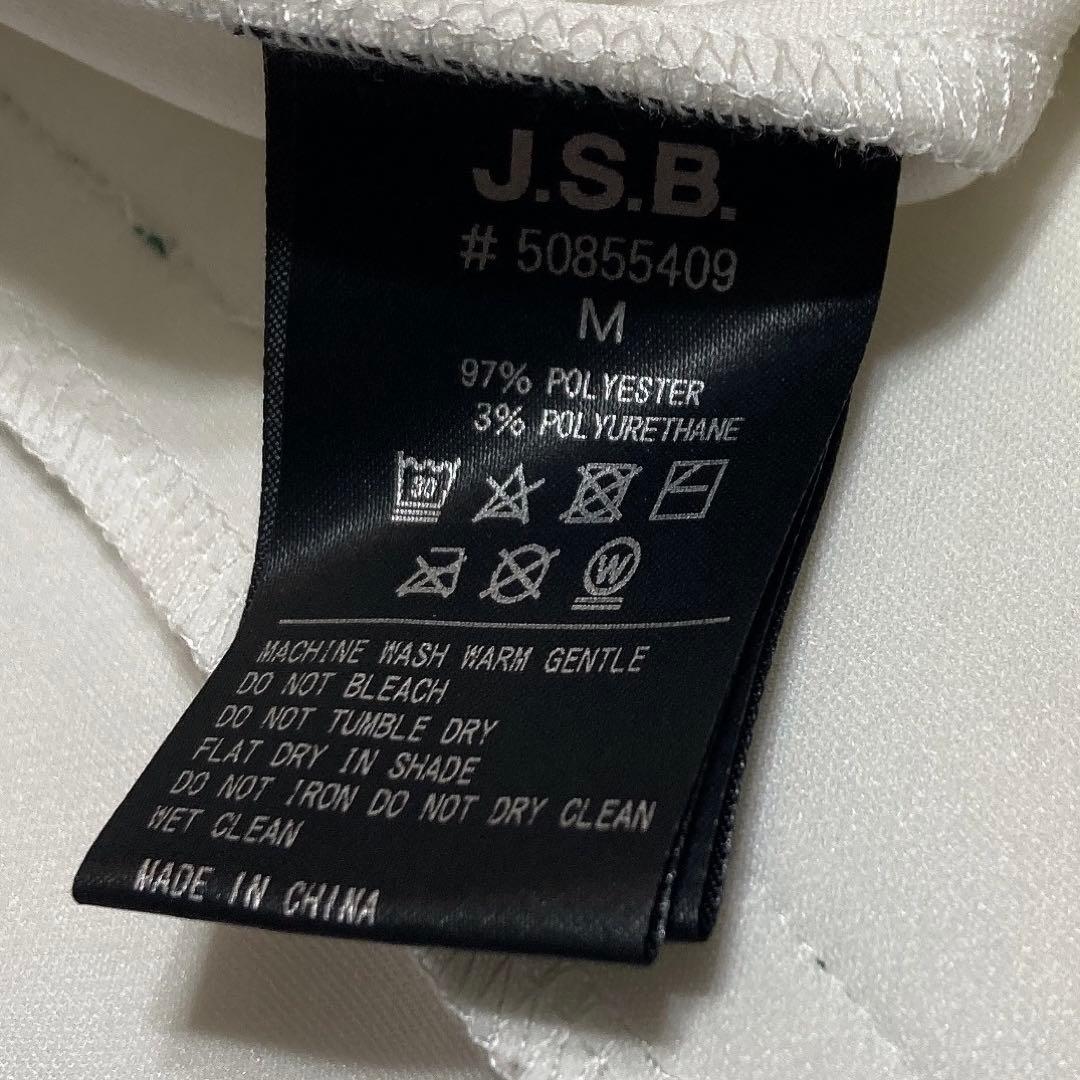 J.S.B.
# 50855409
M
97% POLYESTER
3% POLYURETHANE
30
W
MACHINE WASH WARM GENTLE
DO NOT BLEACH
DO NOT TUMBLE DRY
FLAT DRY IN SHADE
DO NOT IRON DO NOT DRY CLEAN
WET CLEAN
MADE IN CHINA